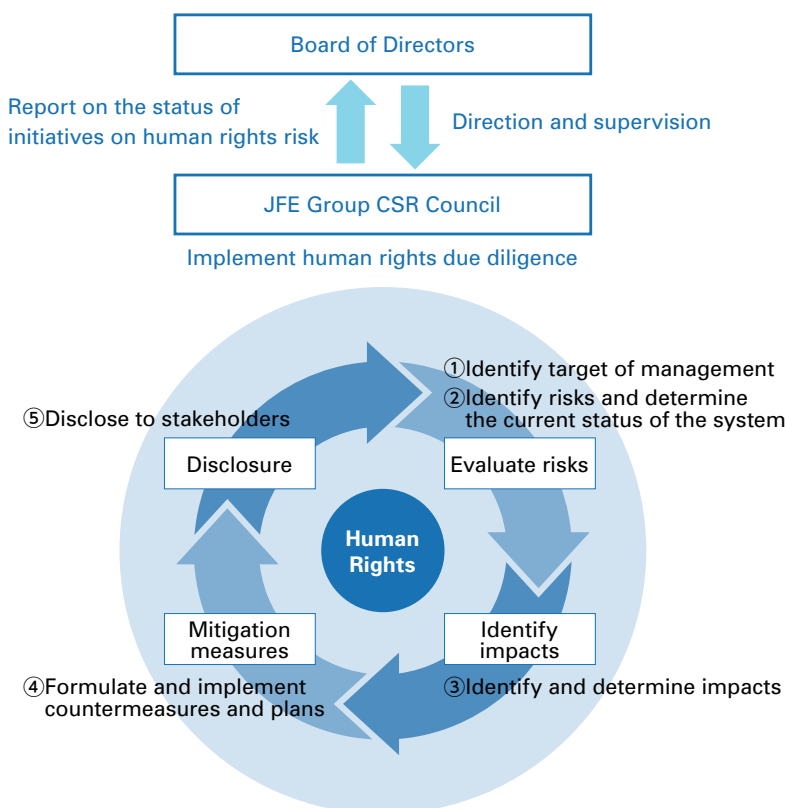 Board of Directors
Report on the status of
initiatives on human rights risk
Direction and supervision
JFE Group CSR Council
Implement human rights due diligence
①Identify target of management
②Identify risks and determine
the current status of the system
⑤Disclose to stakeholders
Disclosure
Evaluate risks
Human
Rights
Mitigation
measures
Identify
impacts
④Formulate and implement
countermeasures and plans
③Identify and determine impacts